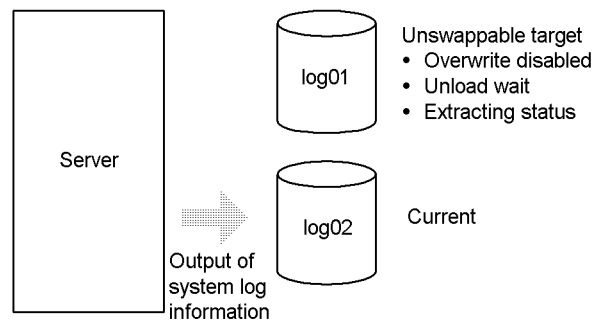 Server
Output of
system log
information
log01
Unswappable target
• Overwrite disabled
• Unload wait
• Extracting status
log02
Current